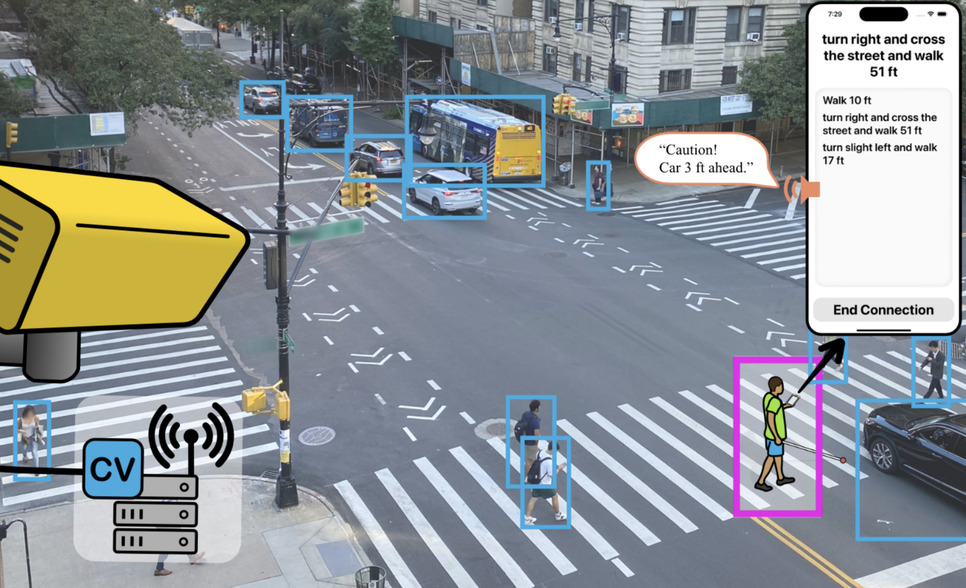 7:29
turn right and cross
the street and walk
51 ft
Walk 10 ft
turn right and cross the
street and walk 51 ft
turn slight left and walk
17 ft
End Connection
“Caution!
Car 3 ft ahead.”
CV